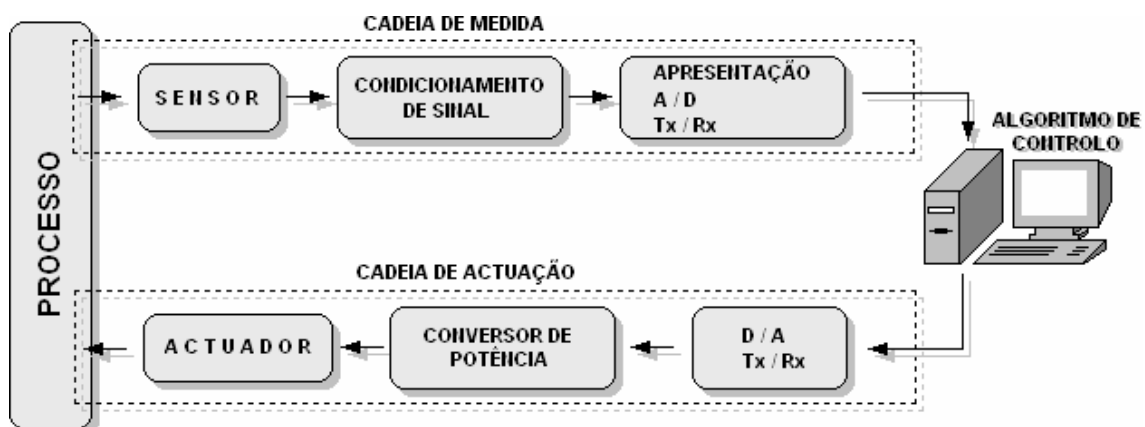 CADEIA DE MEDIDA
PROCESSO
SENSOR
CONDICIONAMENTO
DE SINAL
APRESENTAÇÃO
A / D
Tx / Rx
ALGORITMO DE
CONTROLO
CADEIA DE ACTUAÇÃO
ACTUADOR
CONVERSOR DE
POTÊNCIA
D / A
Tx / Rx